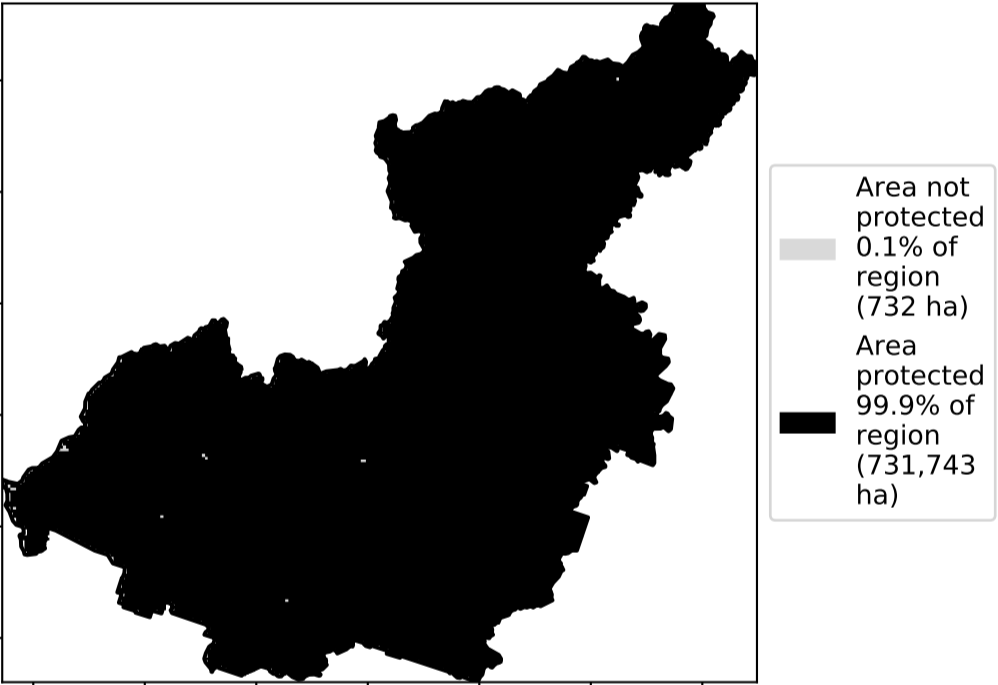 Area not
protected
0.1% of
region
(732 ha)
Area
protected
99.9% of
region
(731,743
ha)